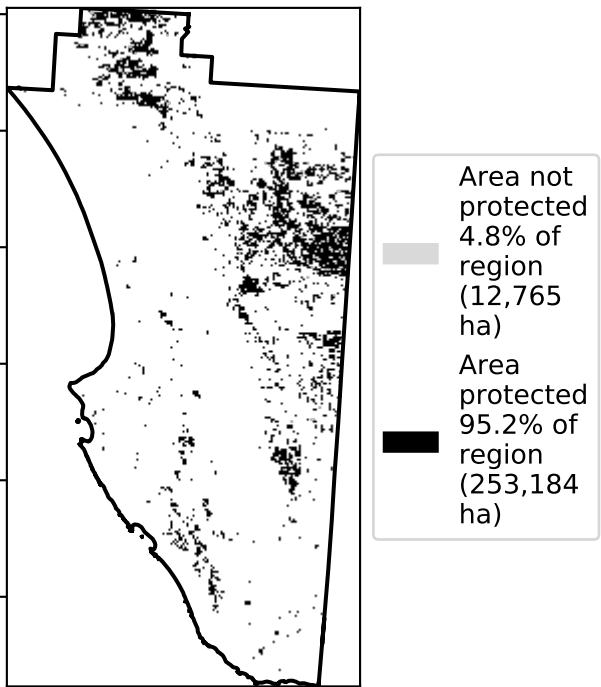 Area not
protected
4.8% of
region
(12,765
ha)
Area
protected
95.2% of
region
(253,184
ha)